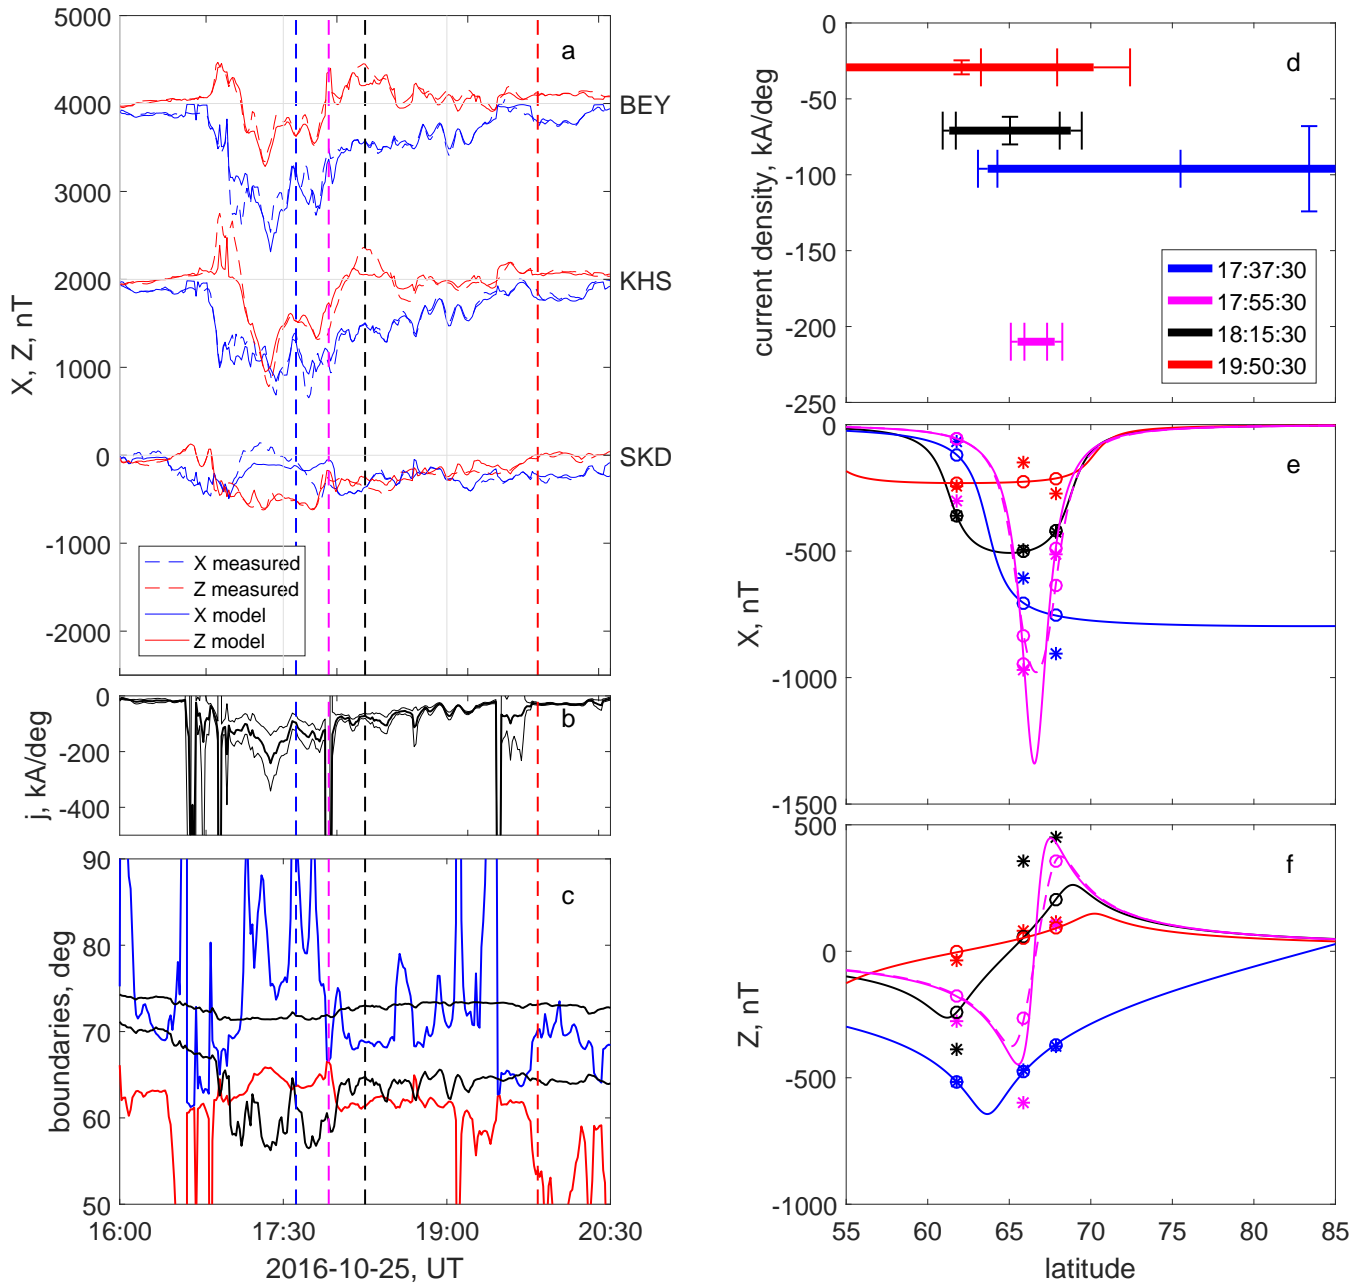 5000
4000
3000
2000
1000
0
-1000
-2000
X, Z, nT
a
BEY
KHS
SKD
X measured
Z measured
X model
Z model
0
-200
-400
j, kA/deg
b
90
80
70
60
50
boundaries, deg
c
16:00
17:30
19:00
20:30
2016-10-25, UT
0
-50
-100
-150
-200
-250
current density, kA/deg
d
17:37:30
17:55:30
18:15:30
19:50:30
0
-500
-1000
-1500
X, nT
e
500
0
-500
-1000
Z, nT
f
55
60
65
70
75
80
85
latitude